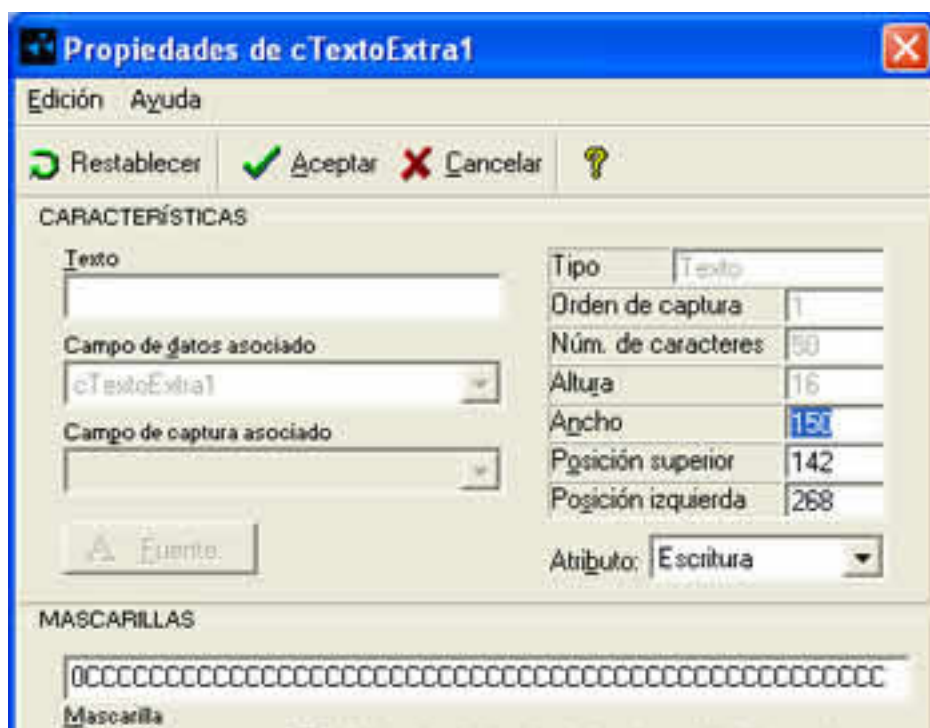 Propiedades de cTextoExtra1
Edición Ayuda
Restablecer Aceptar Cancelar
CARACTERÍSTICAS
Texto
Campo de datos asociado
cTextoExtra1
Campo de captura asociado
Fuente
Tipo Texto
Orden de captura 1
Núm. de caracteres 50
Altura 16
Ancho 150
Posición superior 142
Posición izquierda 268
Atributo: Escritura
MASCARILLAS
Mascarilla